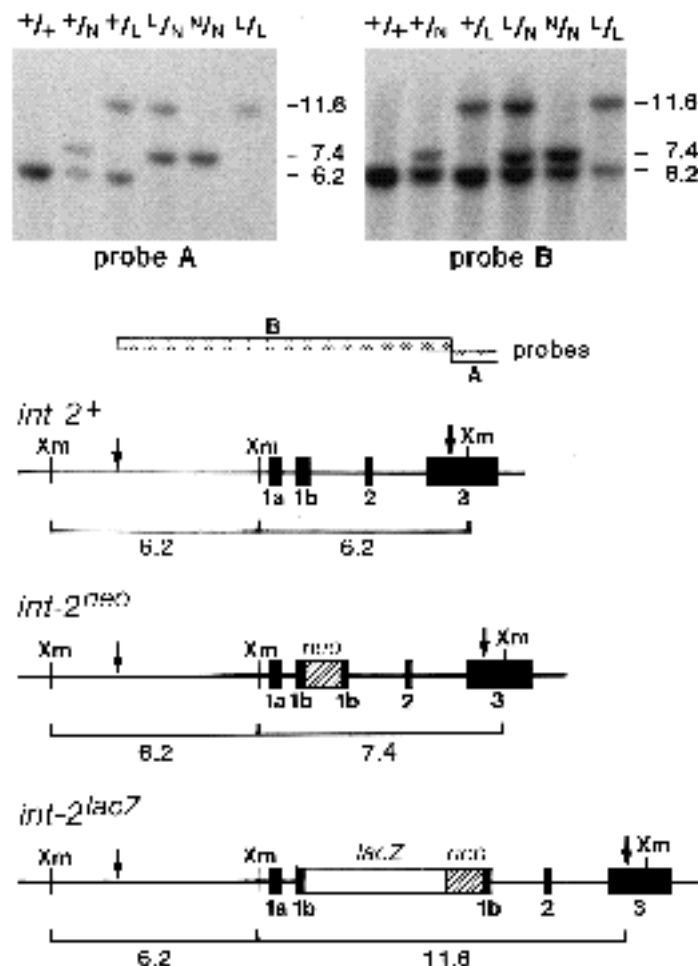 +/+ +/N +/L L/N N/N L/L
+/+ +/N +/L L/N N/N L/L
-11.6
- 7.4
- 6.2
-11.6
- 7.4
- 6.2
probe A
probe B
B
probes
A
int 2+
Xm Xm Xm
1a 1b 2 3
6.2 6.2
int-2neo
Xm Xm neo Xm
1a 1b 1b 2 3
6.2 7.4
int-2lacZ
Xm Xm lacZ neo Xm
1a 1b 1b 2 3
6.2 11.6